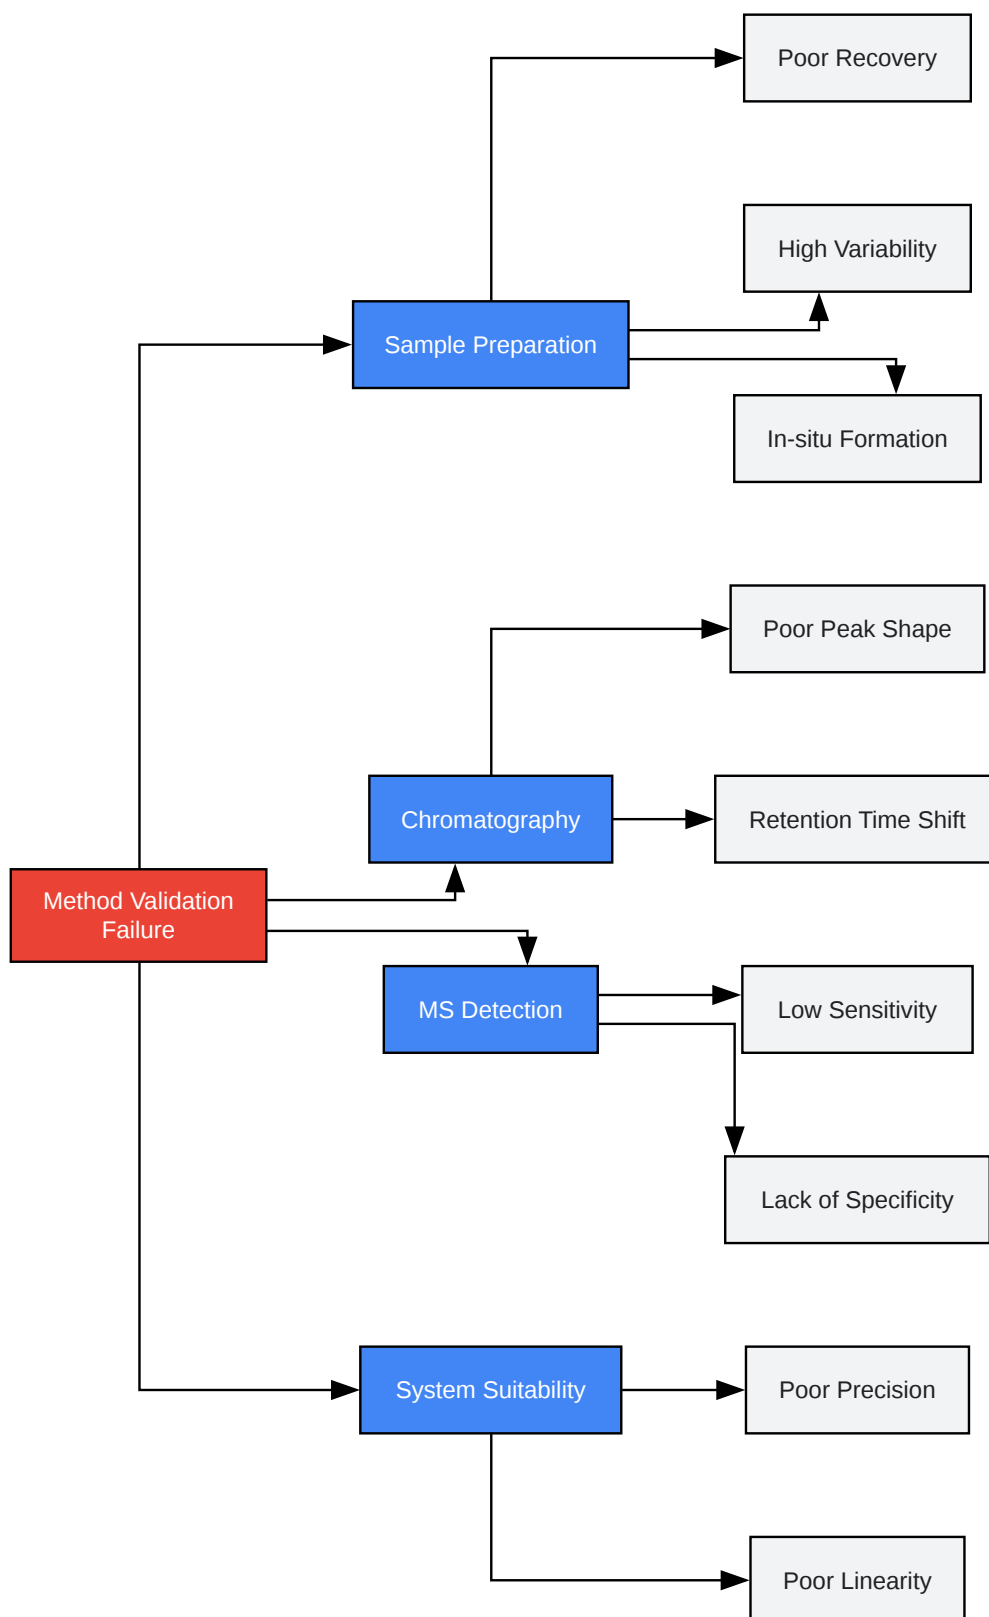 Poor Recovery
High Variability
Sample Preparation
In-situ Formation
Poor Peak Shape
Chromatography
Retention Time Shift
Method Validation
Failure
MS Detection
Low Sensitivity
Lack of Specificity
System Suitability
Poor Precision
Poor Linearity